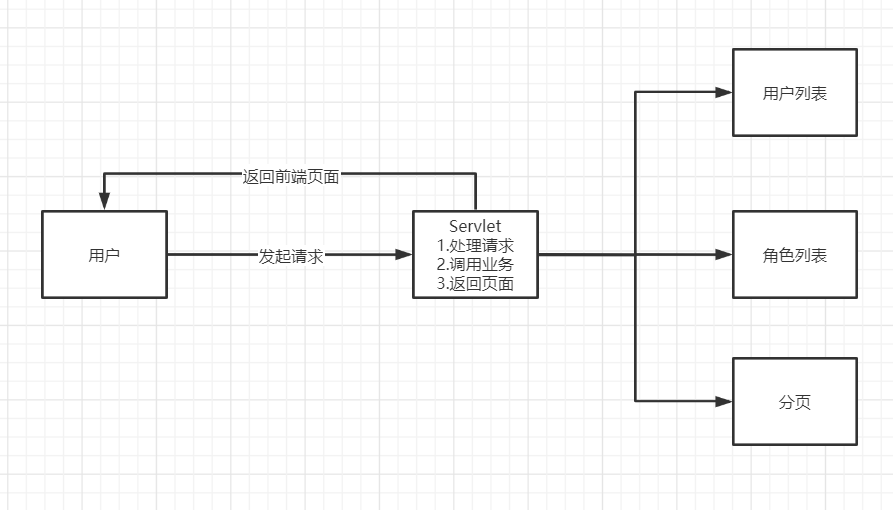 用户列表
返回前端页面
用户
发起请求
Servlet
1.处理请求
2.调用业务
3.返回页面
角色列表
分页